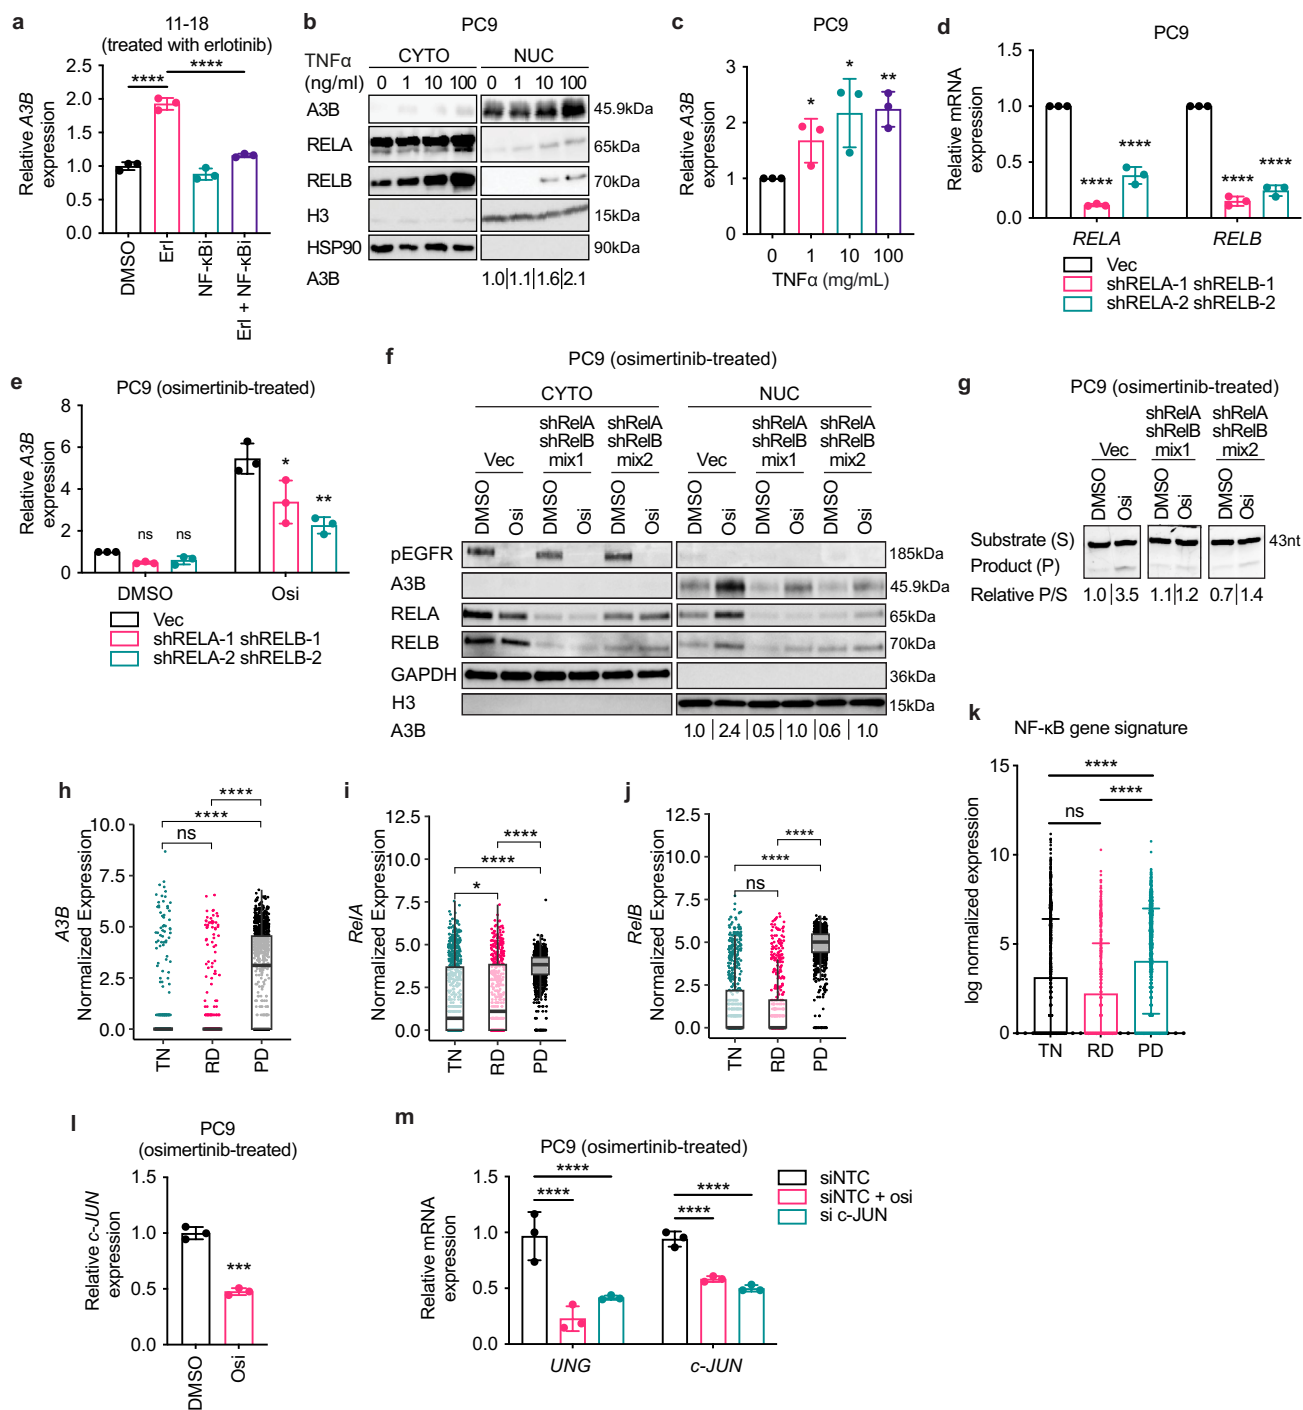 a
11-18
(treated with erlotinib)
Relative A3B
expression
2.5
2.0
1.5
1.0
0.5
0.0
**** ****
DMSO
Erl
NF-κBi
Erl + NF-κBi
b
PC9
TNFα
(ng/ml)
CYTO NUC
0 1 10 100 0 1 10 100
A3B 45.9kDa
RELA 65kDa
RELB 70kDa
H3 15kDa
HSP90 90kDa
A3B 1.0|1.1|1.6|2.1
c
PC9
Relative A3B
expression
3
2
1
0
* * **
0 1 10 100
TNFα (mg/mL)
d
PC9
Relative mRNA
expression
1.5
1.0
0.5
0.0
**** **** **** ****
RELA RELB
Vec
shRELA-1 shRELB-1
shRELA-2 shRELB-2
e
PC9 (osimertinib-treated)
Relative A3B
expression
8
6
4
2
0
ns ns * **
DMSO Osi
Vec
shRELA-1 shRELB-1
shRELA-2 shRELB-2
f
PC9 (osimertinib-treated)
CYTO NUC
Vec
shRelA
shRelB
mix1
shRelA
shRelB
mix2
Vec
shRelA
shRelB
mix1
shRelA
shRelB
mix2
DMSO Osi DMSO Osi DMSO Osi DMSO Osi DMSO Osi DMSO Osi
pEGFR 185kDa
A3B 45.9kDa
RELA 65kDa
RELB 70kDa
GAPDH 36kDa
H3 15kDa
A3B 1.0 | 2.4 | 0.5 | 1.0 | 0.6 | 1.0
g
PC9 (osimertinib-treated)
Vec
shRelA
shRelB
mix1
shRelA
shRelB
mix2
DMSO Osi DMSO Osi DMSO Osi
Substrate (S) 43nt
Product (P)
Relative P/S 1.0|3.5 1.1|1.2 0.7|1.4
h
A3B
Normalized Expression
10.0
7.5
5.0
2.5
0.0
****
****
ns
TN RD PD
i
RelA
Normalized Expression
12.5
10.0
7.5
5.0
2.5
0.0
****
****
*
TN RD PD
j
RelB
Normalized Expression
12.5
10.0
7.5
5.0
2.5
0.0
****
****
ns
TN RD PD
k
NF-κB gene signature
log normalized expression
15
10
5
0
****
****
ns
TN RD PD
l
PC9
(osimertinib-treated)
Relative c-JUN
expression
1.5
1.0
0.5
0.0
***
DMSO
Osi
m
PC9 (osimertinib-treated)
Relative mRNA
expression
1.5
1.0
0.5
0.0
****
****
****
****
UNG c-JUN
siNTC
siNTC + osi
si c-JUN